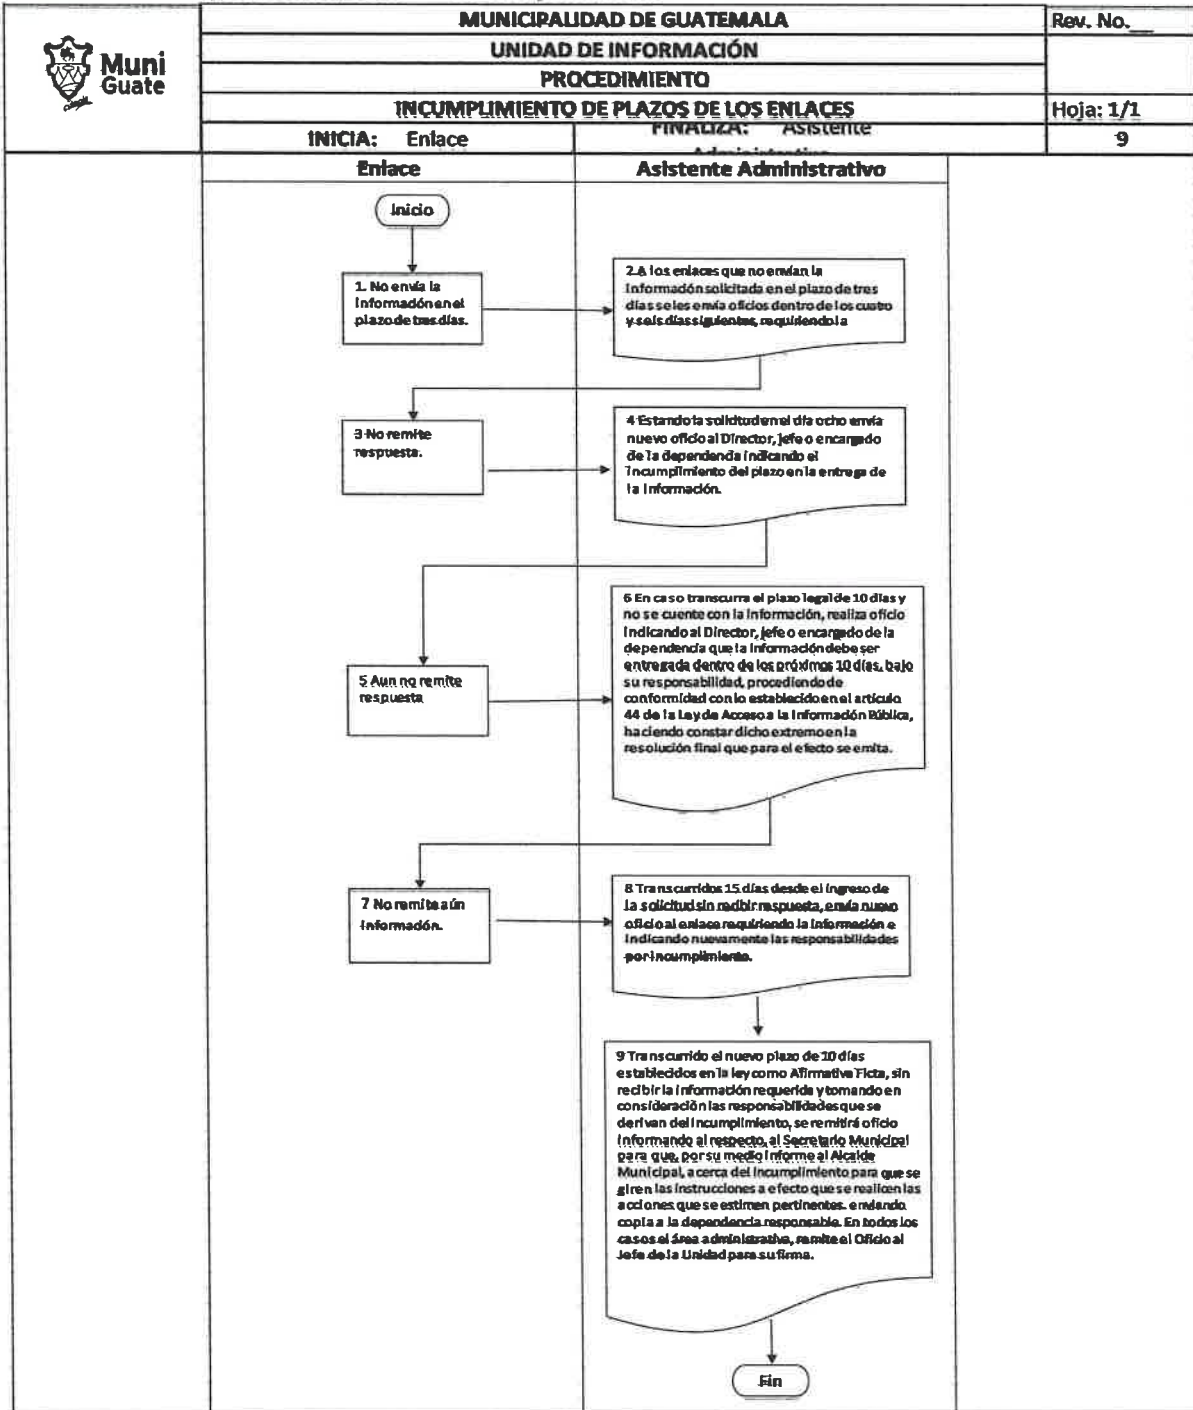 Muni
Guate
MUNICIPALIDAD DE GUATEMALA
Rev. No.__
UNIDAD DE INFORMACIÓN
PROCEDIMIENTO
INCUMPLIMIENTO DE PLAZOS DE LOS ENLACES
Hoja: 1/1
INICIA: Enlace
FINALIZA: Asistente
Administrativo
9
Enlace
Asistente Administrativo
Inicio
1. No envía la
Información en el
plazo de tres días.
2.A los enlaces que no envían la
Información solicitada en el plazo de tres
días se les envía oficios dentro de los cuatro
y seis días siguientes, requiriendo la
3 No remite
respuesta.
4 Estando la solicitud en el día ocho envía
nuevo oficio al Director, jefe o encargado
de la dependencia indicando el
incumplimiento del plazo en la entrega de
la Información.
5 Aun no remite
respuesta
6 En caso transcurra el plazo legal de 10 días y
no se cuente con la Información, realiza oficio
indicando al Director, jefe o encargado de la
dependencia que la Información debe ser
entregada dentro de los próximos 10 días, bajo
su responsabilidad, procediendo de
conformidad con lo establecido en el artículo
44 de la Ley de Acceso a la Información Pública,
haciendo constar dicho extremo en la
resolución final que para el efecto se emita.
7 No remite aún
Información.
8 Transcurridos 15 días desde el ingreso de
la solicitud sin recibir respuesta, envía nuevo
oficio al enlace requiriendo la Información e
indicando nuevamente las responsabilidades
por incumplimiento.
9 Transcurrido el nuevo plazo de 10 días
establecidos en la ley como Afirmativa Ficta, sin
recibir la Información requerida y tomando en
consideración las responsabilidades que se
derivan del incumplimiento, se remitirá oficio
informando al respecto, al Secretario Municipal
para que, por su medio informe al Alcalde
Municipal, acerca del incumplimiento para que se
giren las instrucciones a efecto que se realicen las
acciones que se estimen pertinentes. enviando
copia a la dependencia responsable. En todos los
casos el área administrativa, remite el Oficio al
Jefe de la Unidad para su firma.
Fin